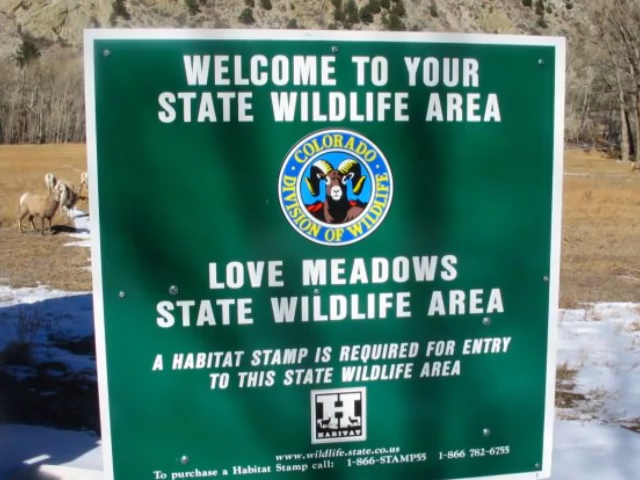 WELCOME TO YOUR
STATE WILDLIFE AREA
COLORADO
DIVISION OF WILDLIFE
LOVE MEADOWS
STATE WILDLIFE AREA
A HABITAT STAMP IS REQUIRED FOR ENTRY
TO THIS STATE WILDLIFE AREA
H
HABITAT
www.wildlife.state.co.us
To purchase a Habitat Stamp call: 1-866-STAMP55 1-866 782-6755